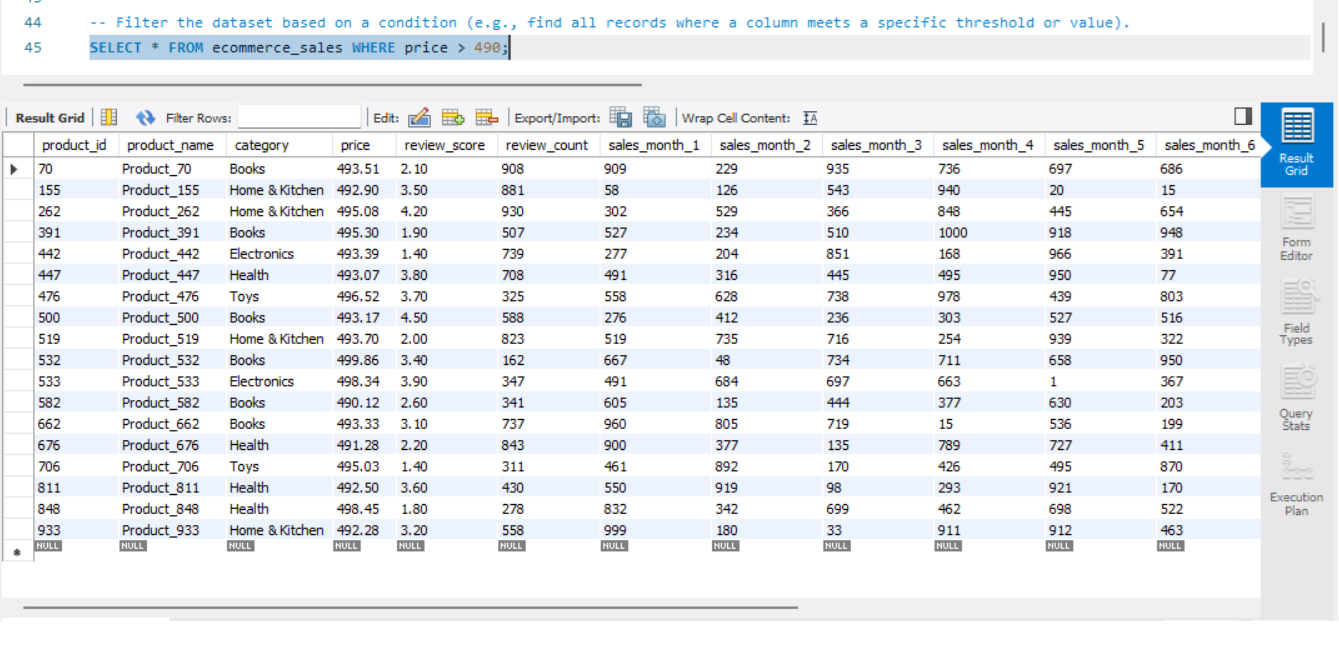 44 -- Filter the dataset based on a condition (e.g., find all records where a column meets a specific threshold or value).
45 SELECT * FROM ecommerce_sales WHERE price > 490;
Result Grid Filter Rows: Edit: Export/Import: Wrap Cell Content: IA
product_id product_name category price review_score review_count sales_month_1 sales_month_2 sales_month_3 sales_month_4 sales_month_5 sales_month_6
70 Product_70 Books 493.51 2.10 908 909 229 935 736 697 686
155 Product_155 Home & Kitchen 492.90 3.50 881 58 126 543 940 20 15
262 Product_262 Home & Kitchen 495.08 4.20 930 302 529 366 848 445 654
391 Product_391 Books 495.30 1.90 507 527 234 510 1000 918 948
442 Product_442 Electronics 493.39 1.40 739 277 204 851 168 966 391
447 Product_447 Health 493.07 3.80 708 491 316 445 495 950 77
476 Product_476 Toys 496.52 3.70 325 558 628 738 978 439 803
500 Product_500 Books 493.17 4.50 588 276 412 236 303 527 516
519 Product_519 Home & Kitchen 493.70 2.00 823 519 735 716 254 939 322
532 Product_532 Books 499.86 3.40 162 667 48 734 711 658 950
533 Product_533 Electronics 498.34 3.90 347 491 684 697 663 1 367
582 Product_582 Books 490.12 2.60 341 605 135 444 377 630 203
662 Product_662 Books 493.33 3.10 737 960 805 719 15 536 199
676 Product_676 Health 491.28 2.20 843 900 377 135 789 727 411
706 Product_706 Toys 495.03 1.40 311 461 892 170 426 495 870
811 Product_811 Health 492.50 3.60 430 550 919 98 293 921 170
848 Product_848 Health 498.45 1.80 278 832 342 699 462 698 522
933 Product_933 Home & Kitchen 492.28 3.20 558 999 180 33 911 912 463
NULL NULL NULL NULL NULL NULL NULL NULL NULL NULL NULL NULL
Result
Grid
Form
Editor
Field
Types
Query
Stats
Execution
Plan